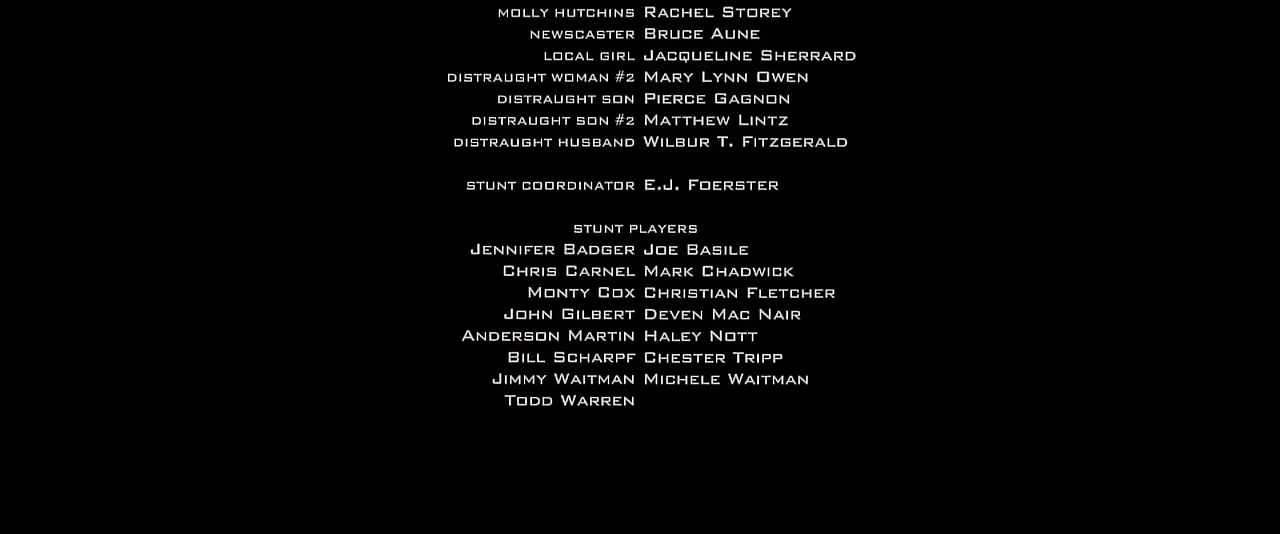 MOLLY HUTCHINS RACHEL STOREY
NEWSCASTER BRUCE AUNE
LOCAL GIRL JACQUELINE SHERRARD
DISTRAUGHT WOMAN #2 MARY LYNN OWEN
DISTRAUGHT SON PIERCE GAGNON
DISTRAUGHT SON #2 MATTHEW LINTZ
DISTRAUGHT HUSBAND WILBUR T. FITZGERALD
STUNT COORDINATOR E.J. FOERSTER
STUNT PLAYERS
JENNIFER BADGER JOE BASILE
CHRIS CARNEL MARK CHADWICK
MONTY COX CHRISTIAN FLETCHER
JOHN GILBERT DEVEN MAC NAIR
ANDERSON MARTIN HALEY NOTT
BILL SCHARPF CHESTER TRIPP
JIMMY WAITMAN MICHELE WAITMAN
TODD WARREN